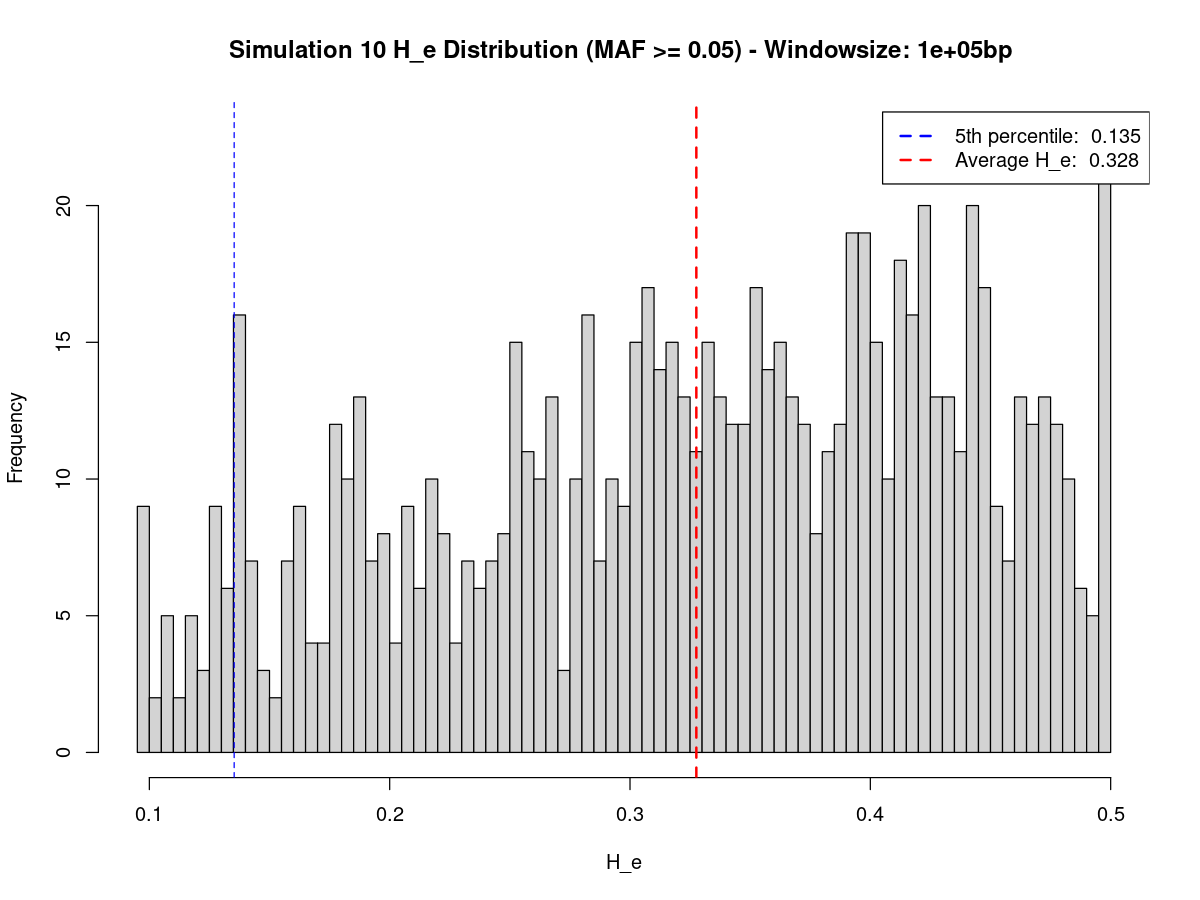 Simulation 10 H_e Distribution (MAF >= 0.05) - Windowsize: 1e+05bp
5th percentile:  0.135
Average H_e:  0.328
Frequency
20
15
10
5
0
0.1 0.2 0.3 0.4 0.5
H_e